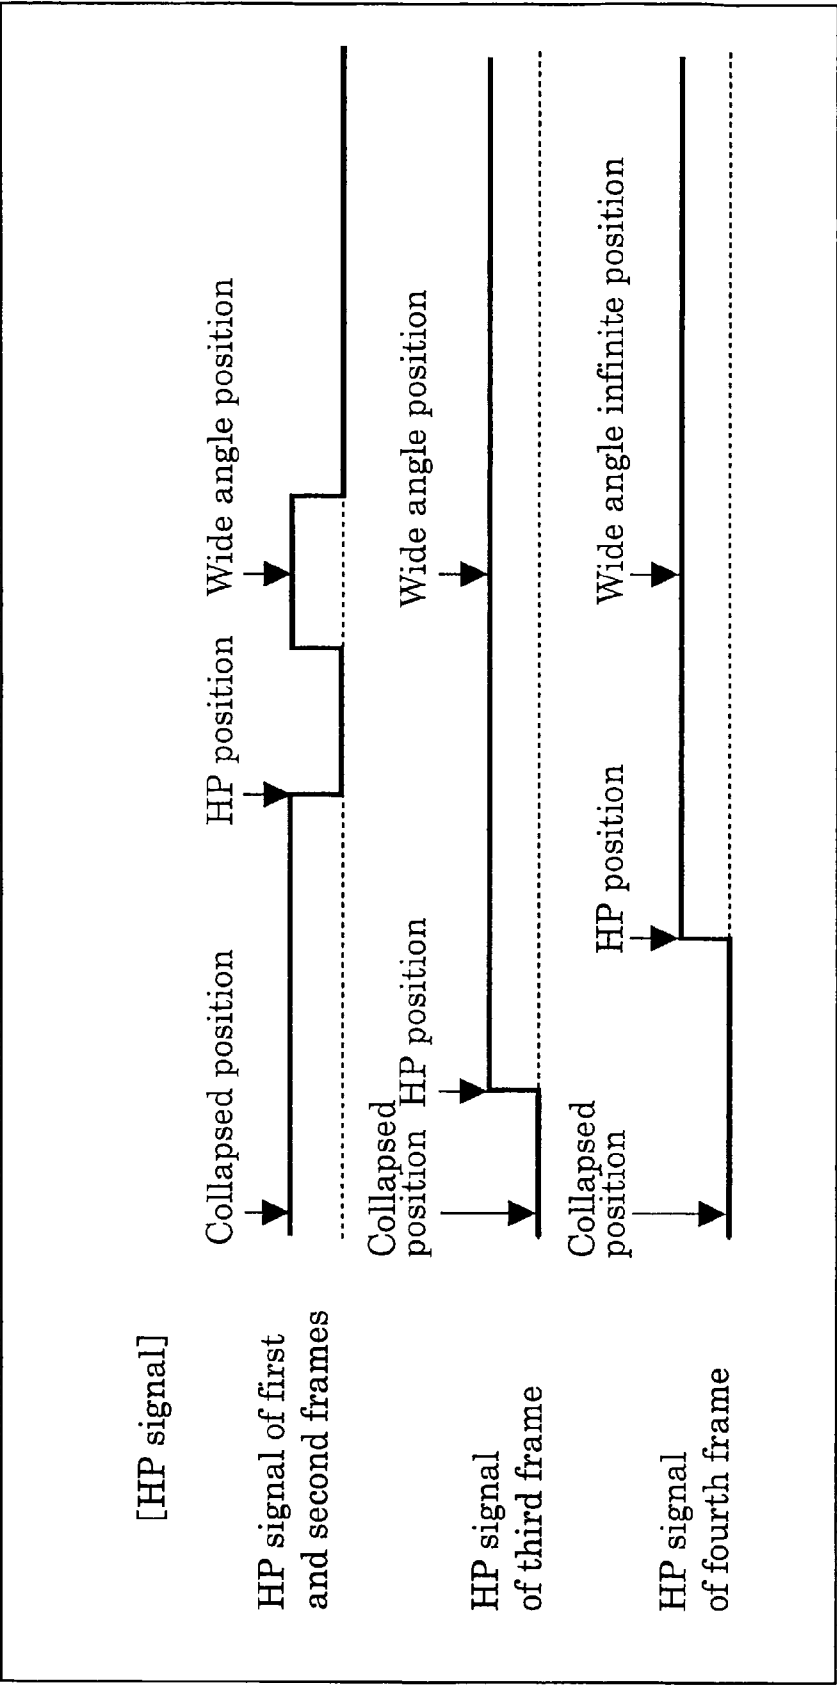 [HP signal]
HP signal of first
and second frames
Collapsed position
HP position
Wide angle position
HP signal
of third frame
Collapsed
position
HP position
Wide angle position
HP signal
of fourth frame
Collapsed
position
HP position
Wide angle infinite position